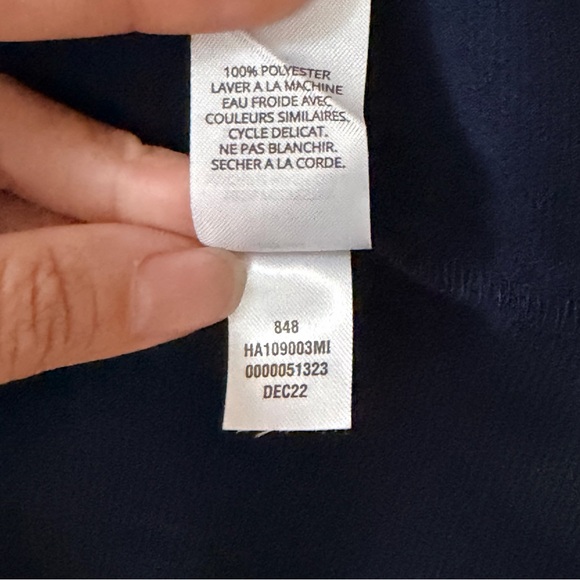 100% POLYESTER
LAVER A LA MACHINE
EAU FROIDE AVEC
COULEURS SIMILAIRES.
CYCLE DELICAT.
NE PAS BLANCHIR.
SECHER A LA CORDE.
848
HA109003MI
0000051323
DEC22